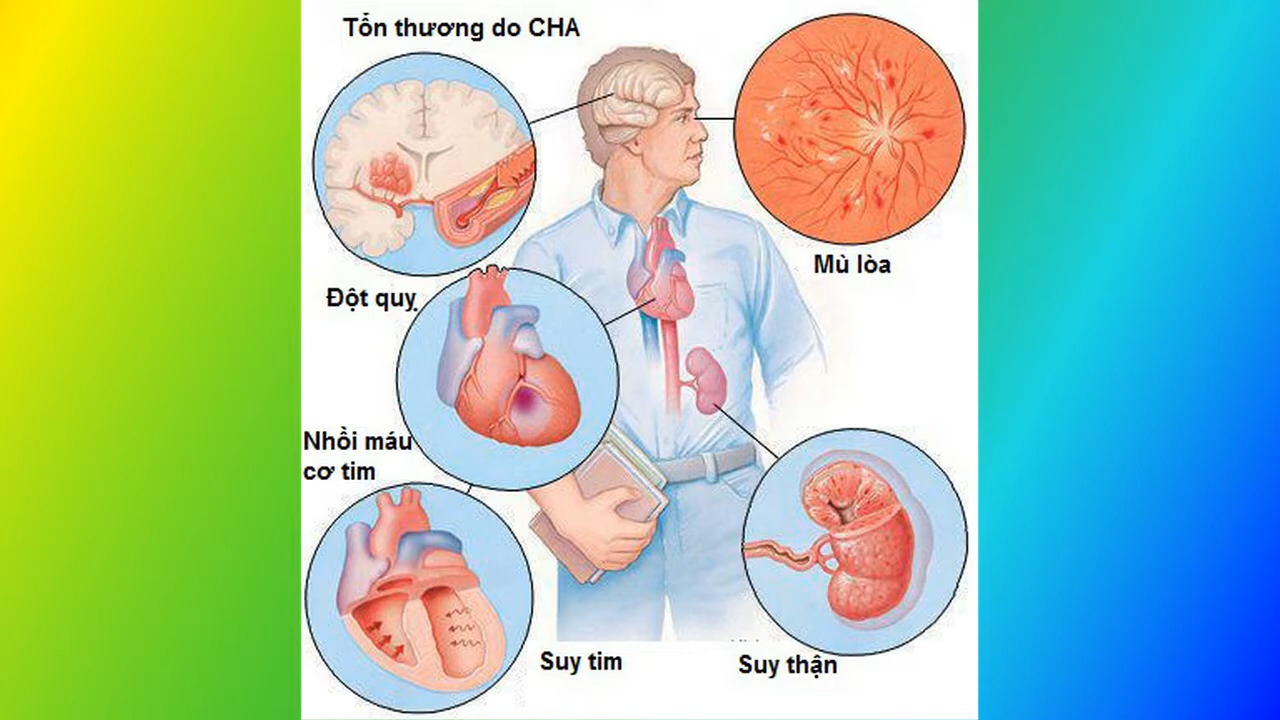 Tổn thương do CHA
Mù lòa
Đột quỵ
Nhồi máu
cơ tim
Suy tim
Suy thận